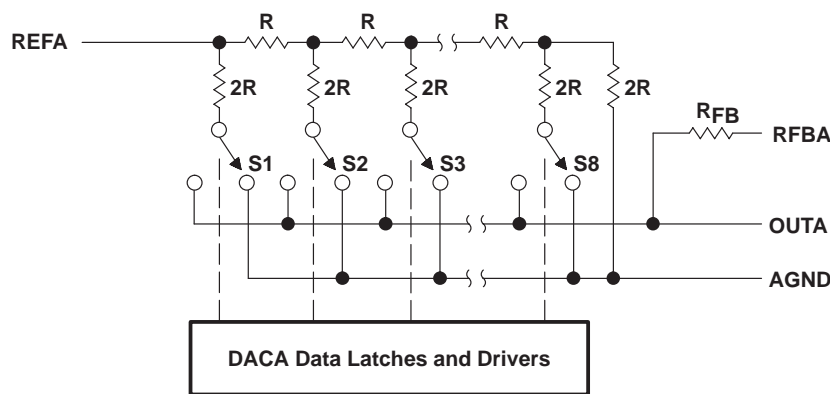 R R R
REFA
2R 2R 2R 2R 2R
RFB
RFBA
S1 S2 S3 S8
OUTA
AGND
DACA Data Latches and Drivers